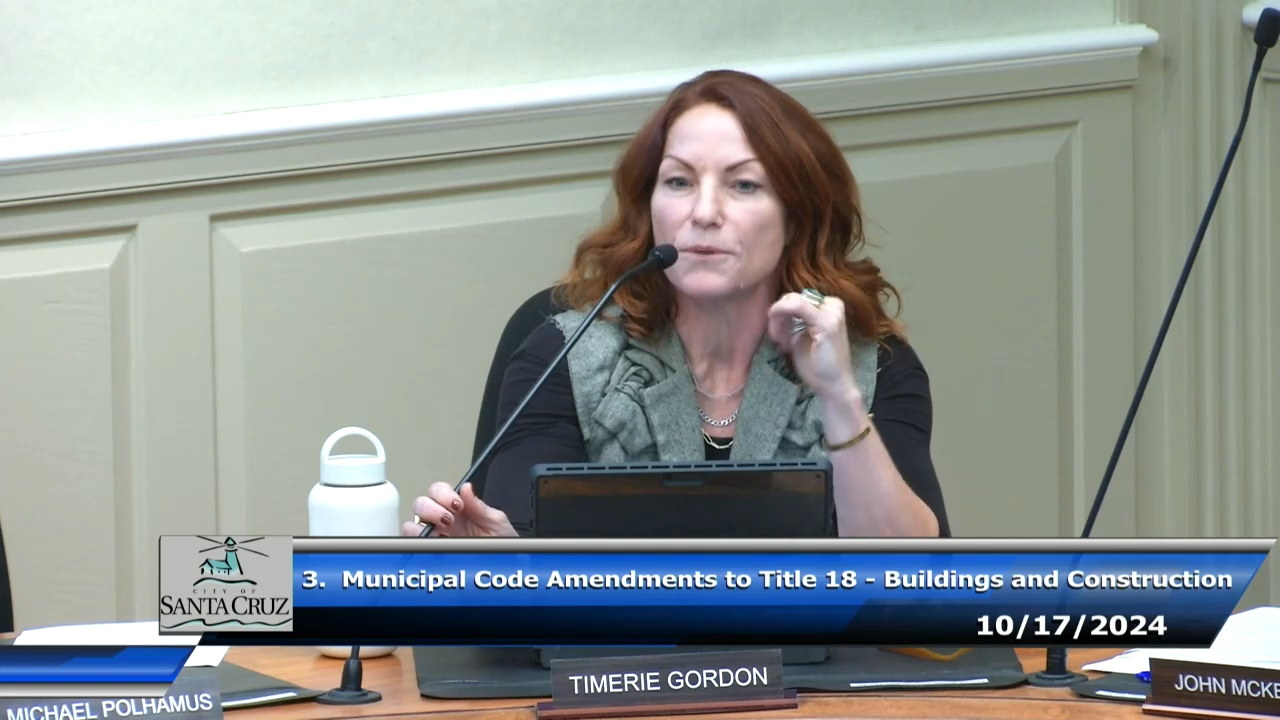 3. Municipal Code Amendments to Title 18 - Buildings and Construction
CITY OF
SANTA CRUZ
10/17/2024
MICHAEL POLHAMUS
TIMERIE GORDON
JOHN MCKE